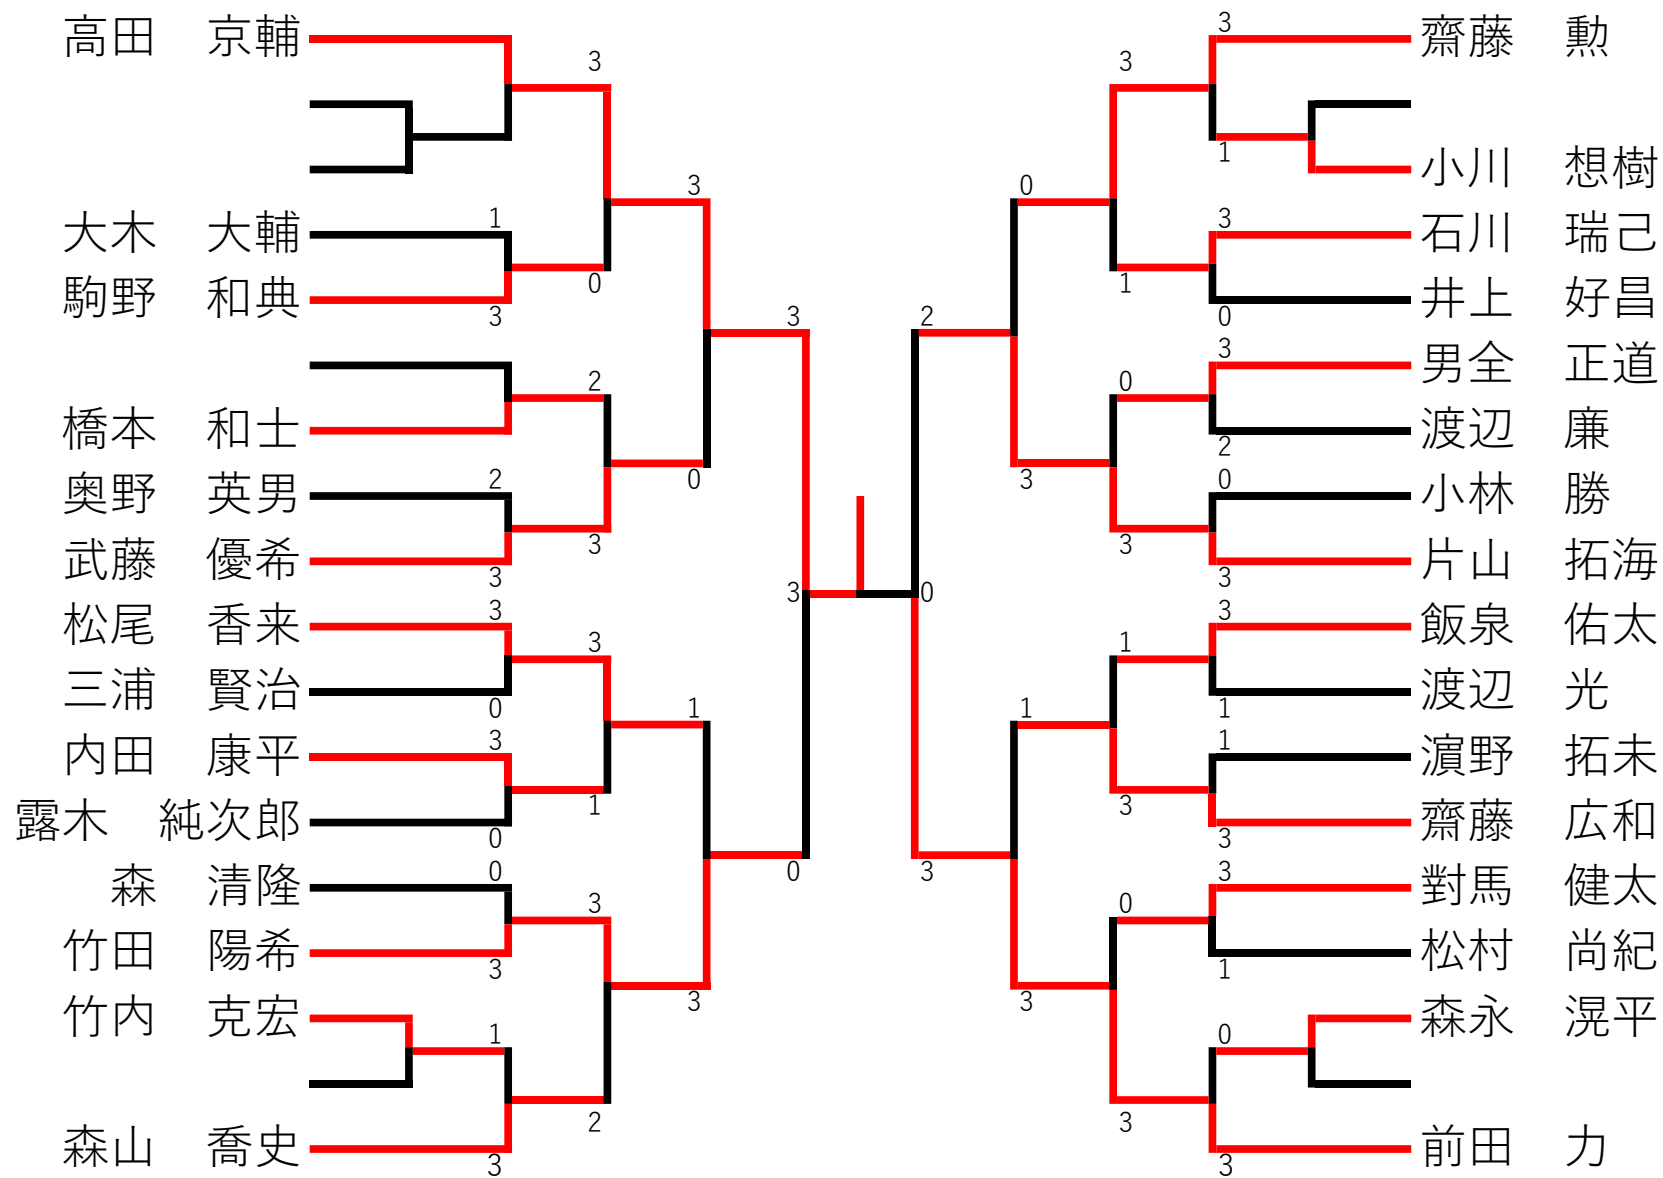 高田　京輔
大木　大輔
駒野　和典
橋本　和士
奥野　英男
武藤　優希
松尾　香来
三浦　賢治
内田　康平
露木　純次郎
森　清隆
竹田　陽希
竹内　克宏
森山　喬史
1
3
2
3
3
0
3
0
0
3
1
3
3
0
2
3
3
1
3
2
3
0
1
3
3
0
3
0
2
3
0
3
1
3
3
1
0
3
1
3
0
3
3
1
3
0
3
2
0
3
3
1
1
3
3
1
0
3
齋藤　勲
小川　想樹
石川　瑞己
井上　好昌
男全　正道
渡辺　廉
小林　勝
片山　拓海
飯泉　佑太
渡辺　光
濵野　拓未
齋藤　広和
對馬　健太
松村　尚紀
森永　滉平
前田　力